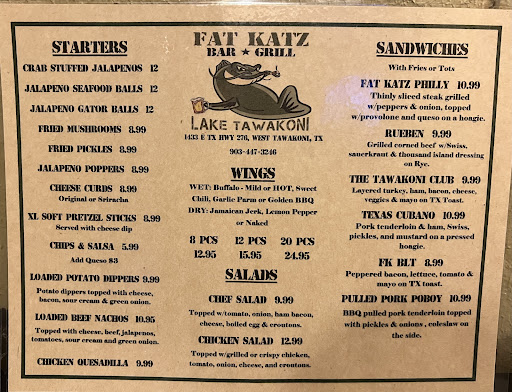 STARTERS
CRAB STUFFED JALAPENOS 12
JALAPENO SEAFOOD BALLS 12
JALAPENO GATOR BALLS 12
FRIED MUSHROOMS 8.99
FRIED PICKLES 8.99
JALAPENO POPPERS 8.99
CHEESE CURDS 8.99
Original or Sriracha
XL SOFT PRETZEL STICKS 8.99
Served with cheese dip
CHIPS & SALSA 5.99
Add Queso $3
LOADED POTATO DIPPERS 9.99
Potato dippers topped with cheese,
bacon, sour cream & green onion.
LOADED BEEF NACHOS 10.95
Topped with cheese, beef, jalapenos,
tomatoes, sour cream and green onion.
CHICKEN QUESADILLA 9.99
FAT KATZ
BAR ★ GRILL
LAKE TAWAKONI
1433 E TX HWY 276, WEST TAWAKONI, TX
903-447-3246
WINGS
WET: Buffalo - Mild or HOT, Sweet
Chili, Garlic Parm or Golden BBQ
DRY: Jamaican Jerk, Lemon Pepper
or Naked
8 PCS 12 PCS 20 PCS
12.95 15.95 24.95
SALADS
CHEF SALAD 9.99
Topped w/tomato, onion, ham bacon,
cheese, boiled egg & croutons.
CHICKEN SALAD 12.99
Topped w/grilled or crispy chicken,
tomato, onion, cheese, and croutons.
SANDWICHES
With Fries or Tots
FAT KATZ PHILLY 10.99
Thinly sliced steak grilled
w/peppers & onion, topped
w/provolone and queso on a hoagie.
RUEBEN 9.99
Grilled corned beef w/Swiss,
sauerkraut & thousand island dressing
on Rye.
THE TAWAKONI CLUB 9.99
Layered turkey, ham, bacon, cheese,
veggies & mayo on TX Toast.
TEXAS CUBANO 10.99
Pork tenderloin & ham, Swiss,
pickles, and mustard on a pressed
hoagie.
FK BLT 8.99
Peppered bacon, lettuce, tomato &
mayo on TX toast.
PULLED PORK POBOY 10.99
BBQ pulled pork tenderloin topped
with pickles & onions, coleslaw on
the side.